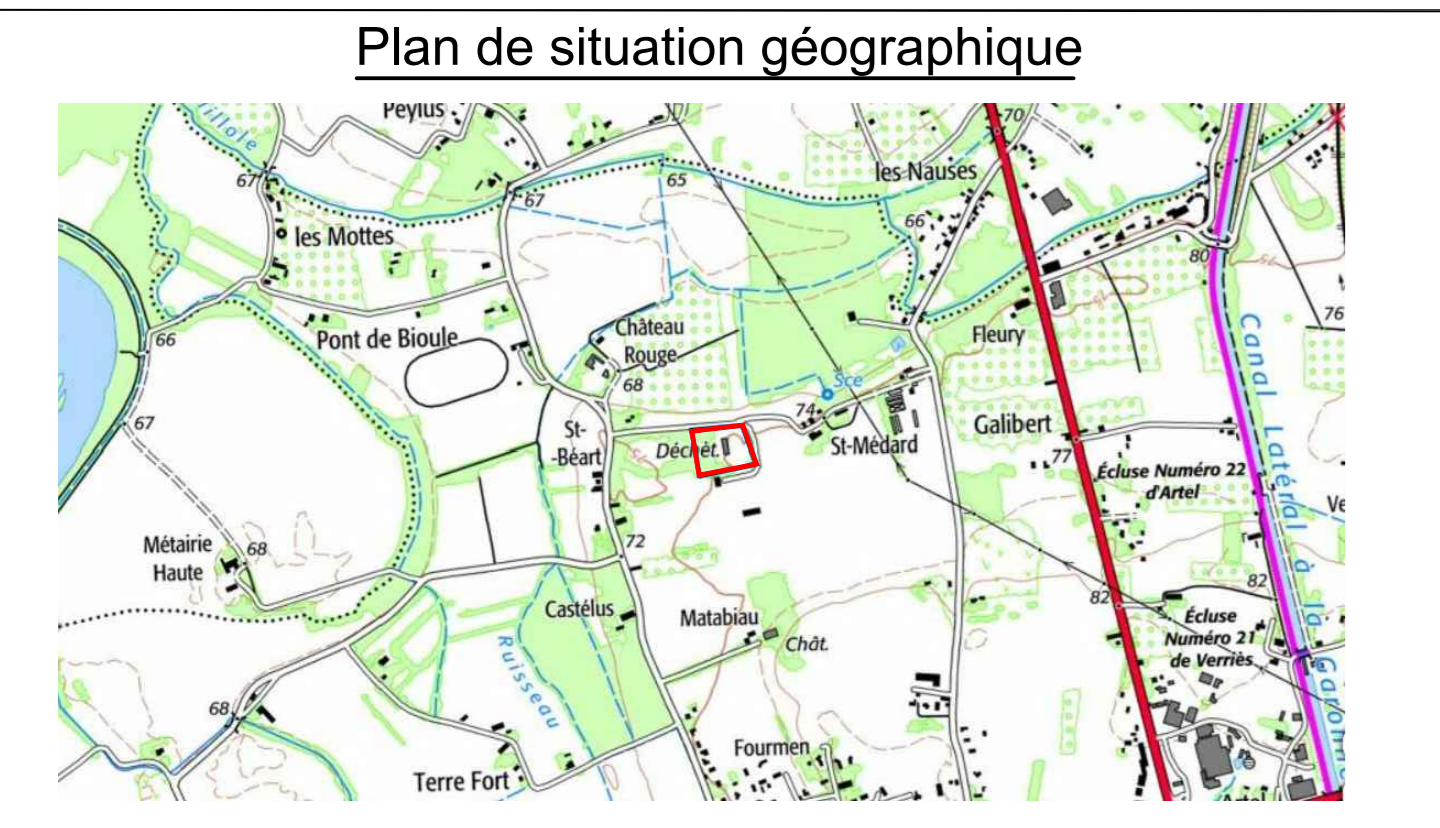 Plan de situation géographique
Peylus
70
les Nauses
67
65
67
66
les Mottes
80
76
66
Pont de Bioule
Château
Rouge
Fleury
Canal Latéral à la Garonne
68
Sce
67
74
St-
-Béart
Déchèt.
St-Médard
Galibert
77
Écluse Numéro 22
d'Artel
Métairie
Haute
68
72
82
82
Castélus
Matabiau
Chât.
Écluse
Numéro 21
de Verriès
Ruisseau
68
Fourmen
Terre Fort
Artel